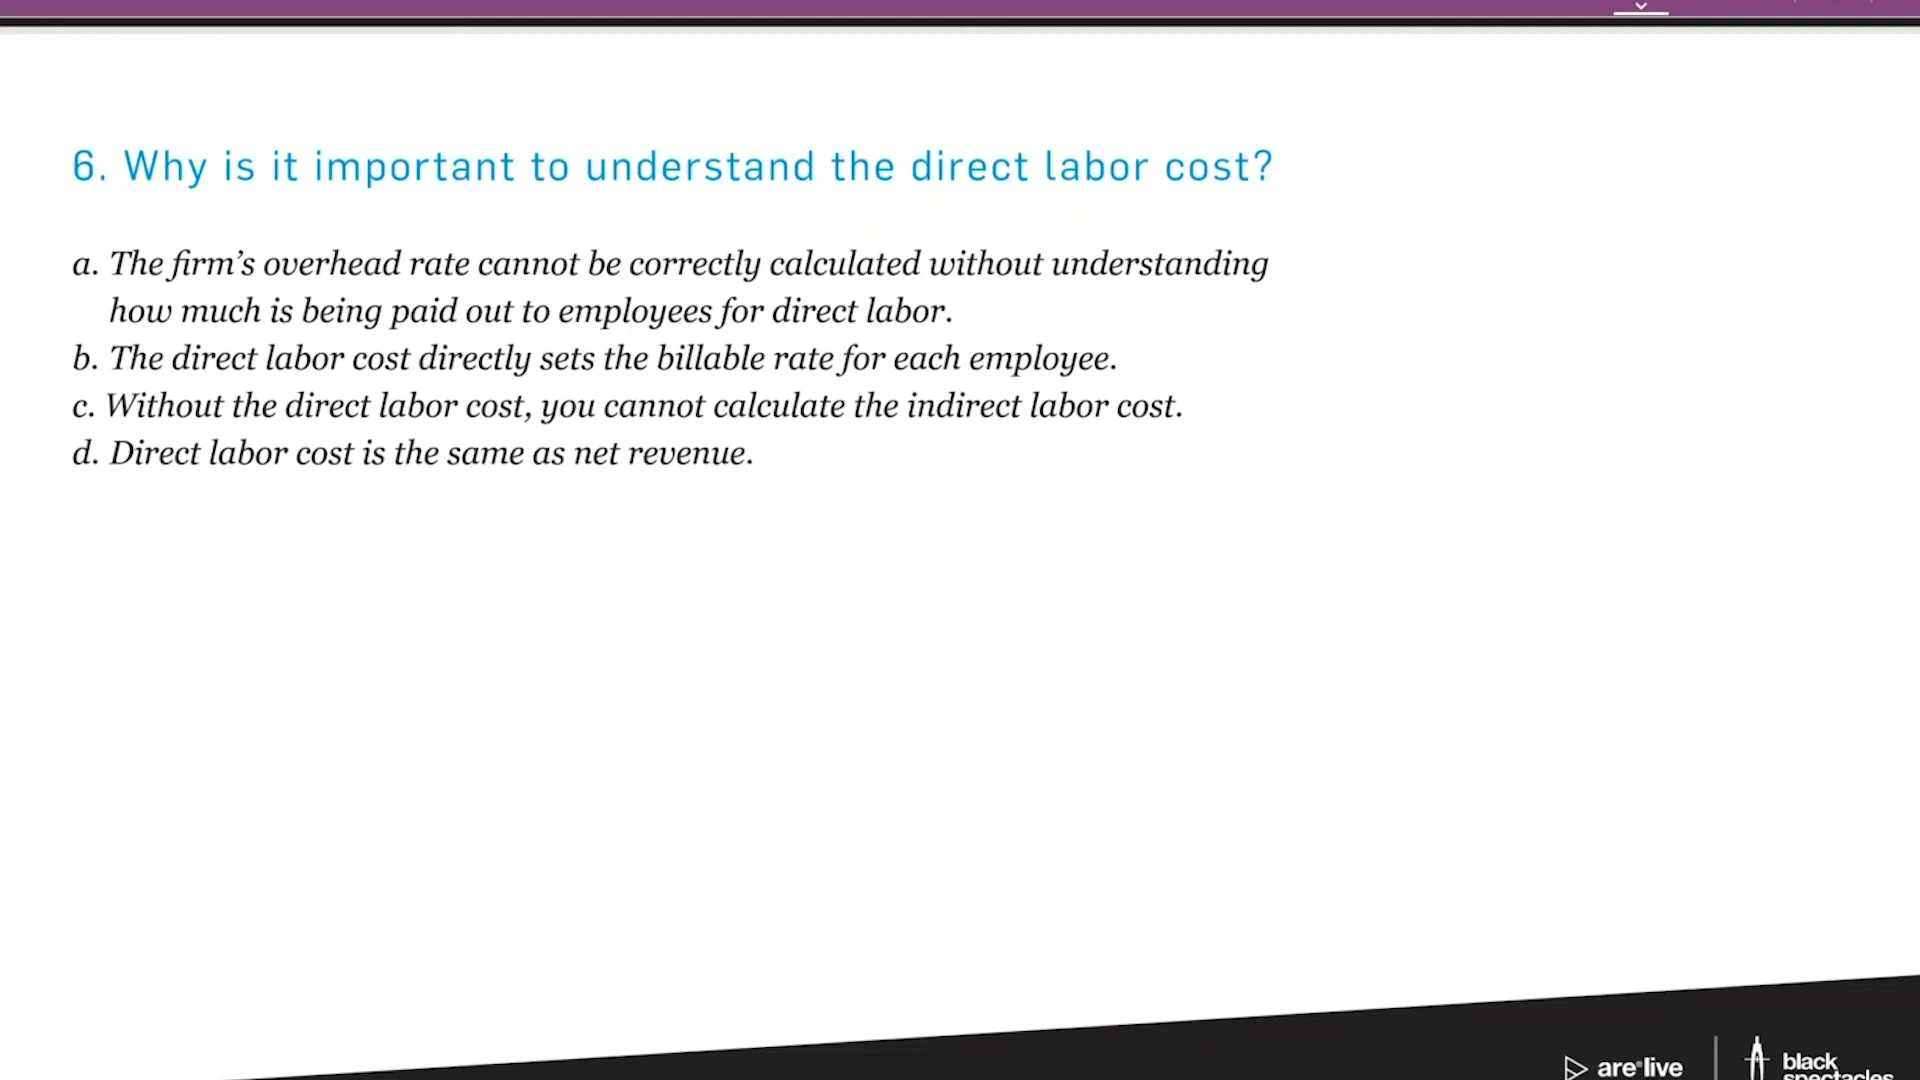 6. Why is it important to understand the direct labor cost?
a. The firm’s overhead rate cannot be correctly calculated without understanding
how much is being paid out to employees for direct labor.
b. The direct labor cost directly sets the billable rate for each employee.
c. Without the direct labor cost, you cannot calculate the indirect labor cost.
d. Direct labor cost is the same as net revenue.
are live
black
spectacles